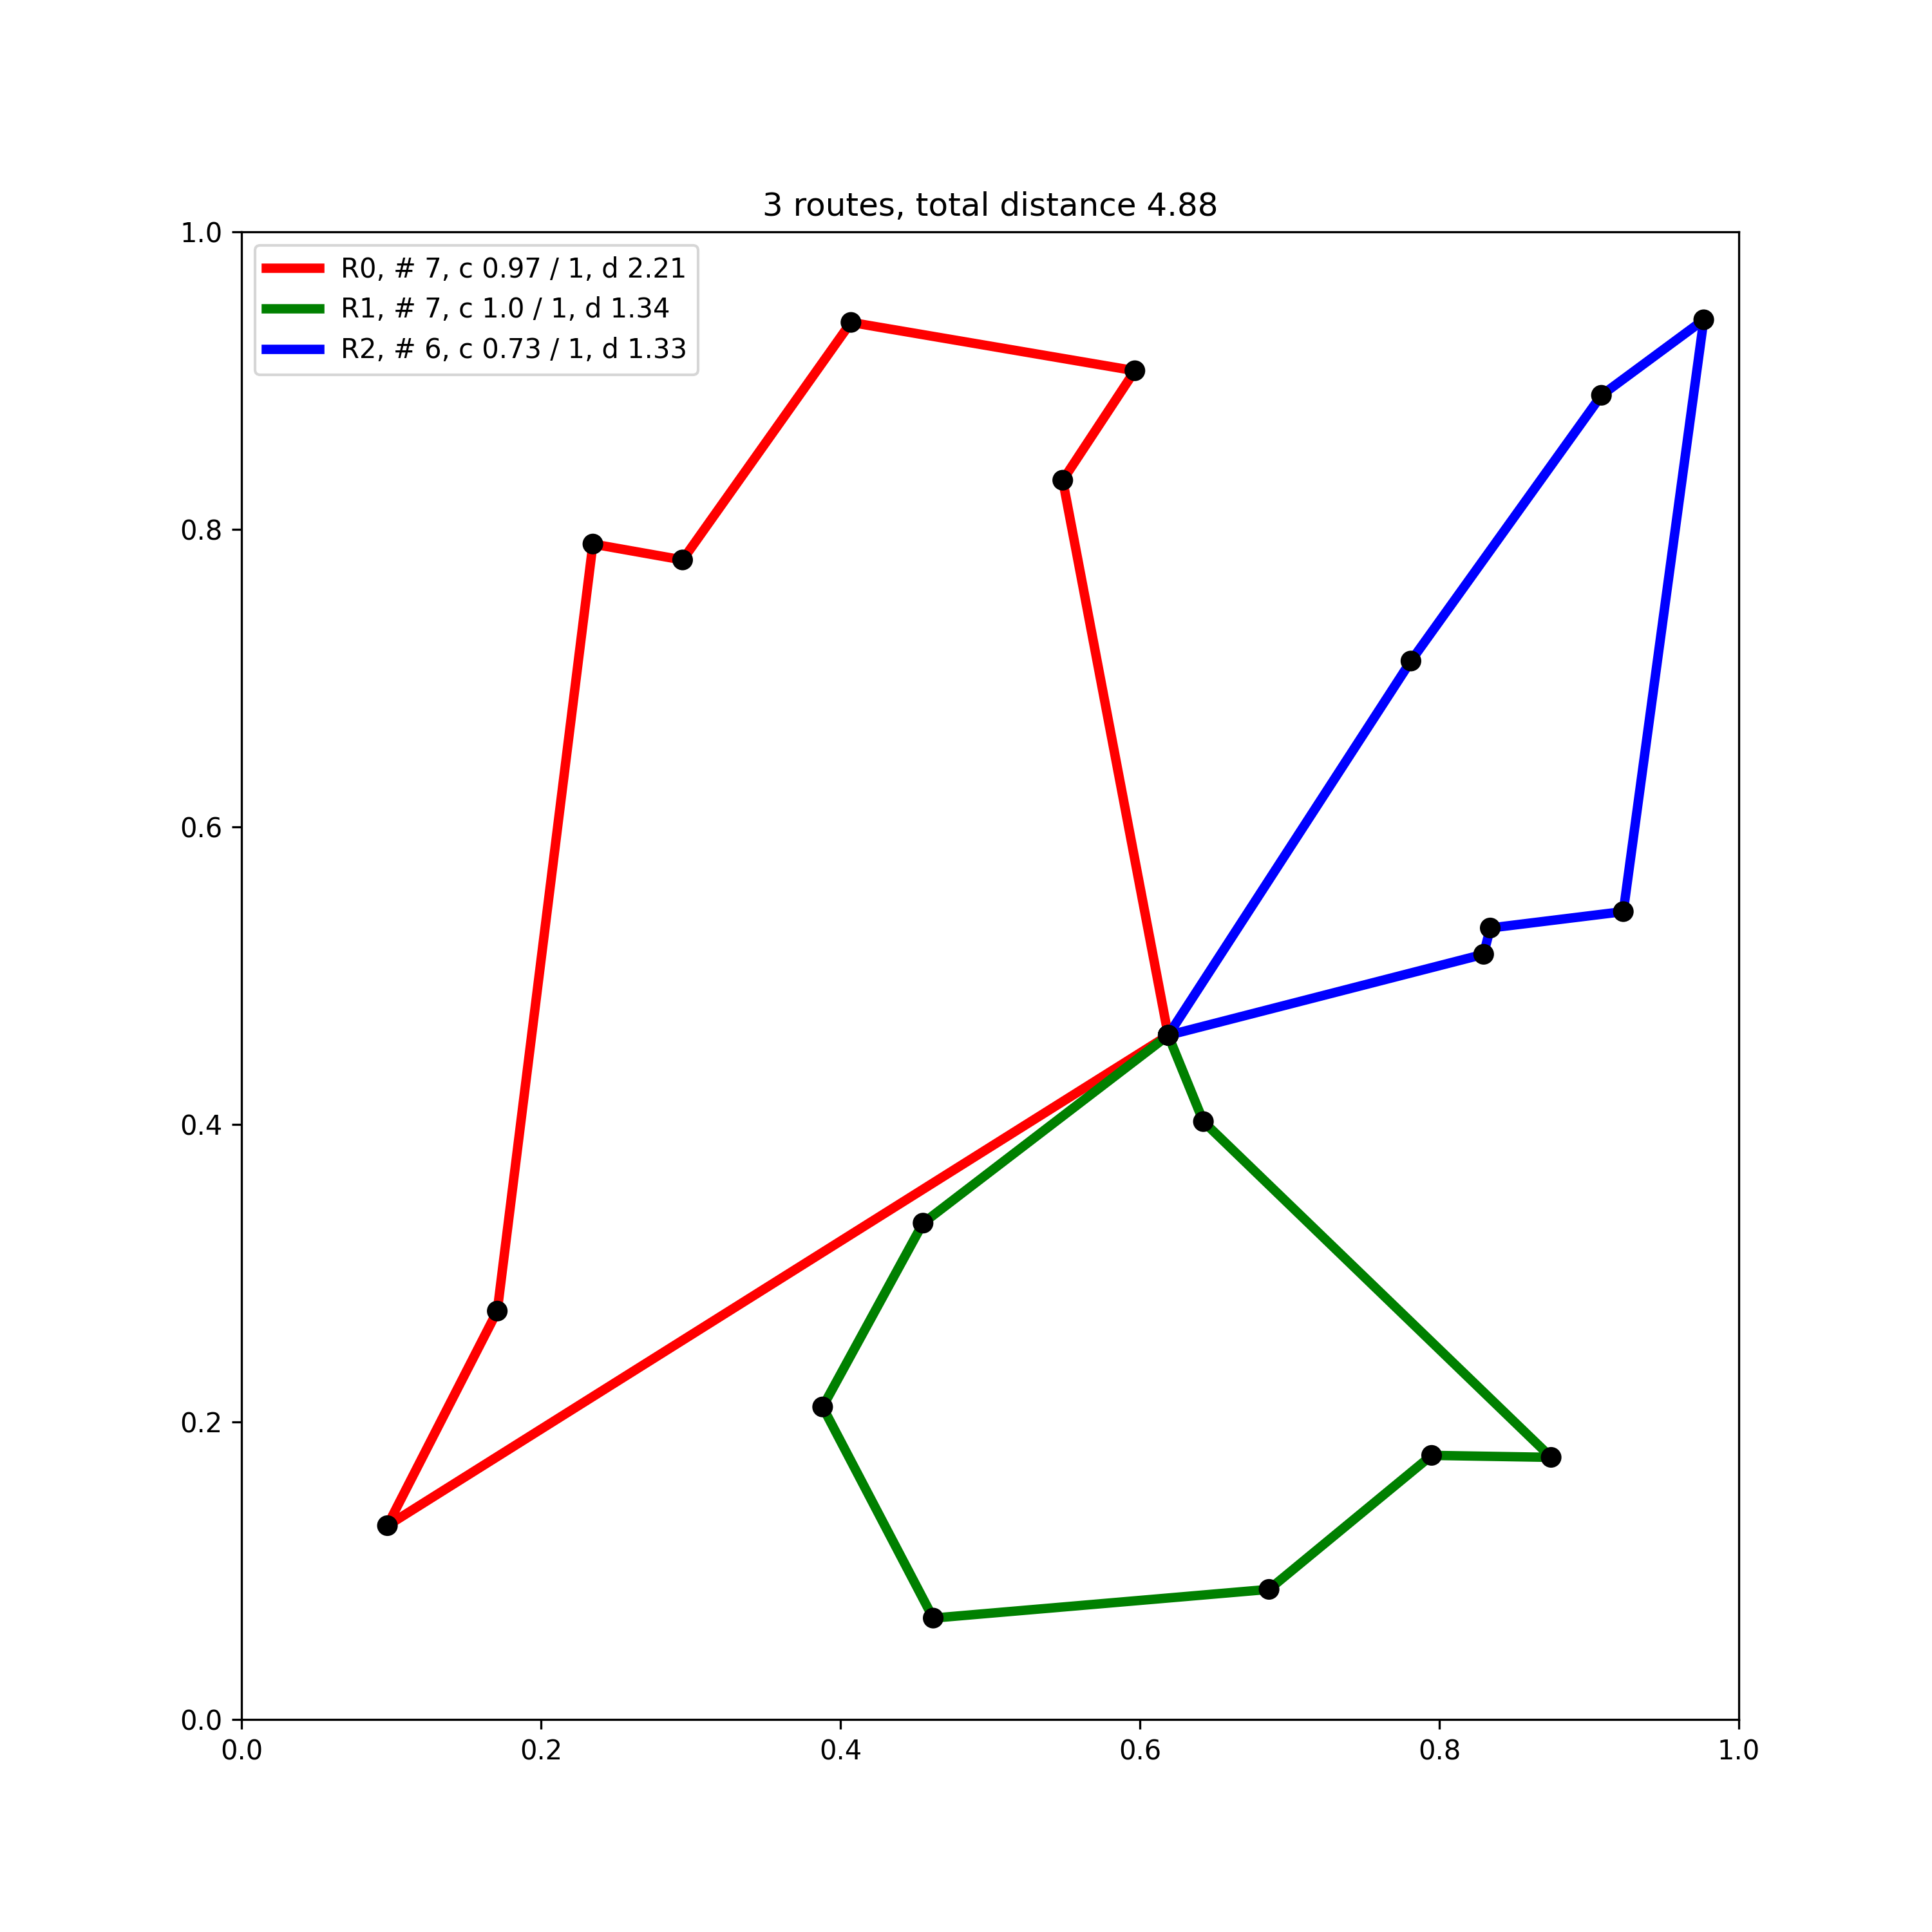 3 routes, total distance 4.88
1.0
R0, # 7, c 0.97 / 1, d 2.21
R1, # 7, c 1.0 / 1, d 1.34
R2, # 6, c 0.73 / 1, d 1.33
0.8
0.6
0.4
0.2
0.0
0.0 0.2 0.4 0.6 0.8 1.0